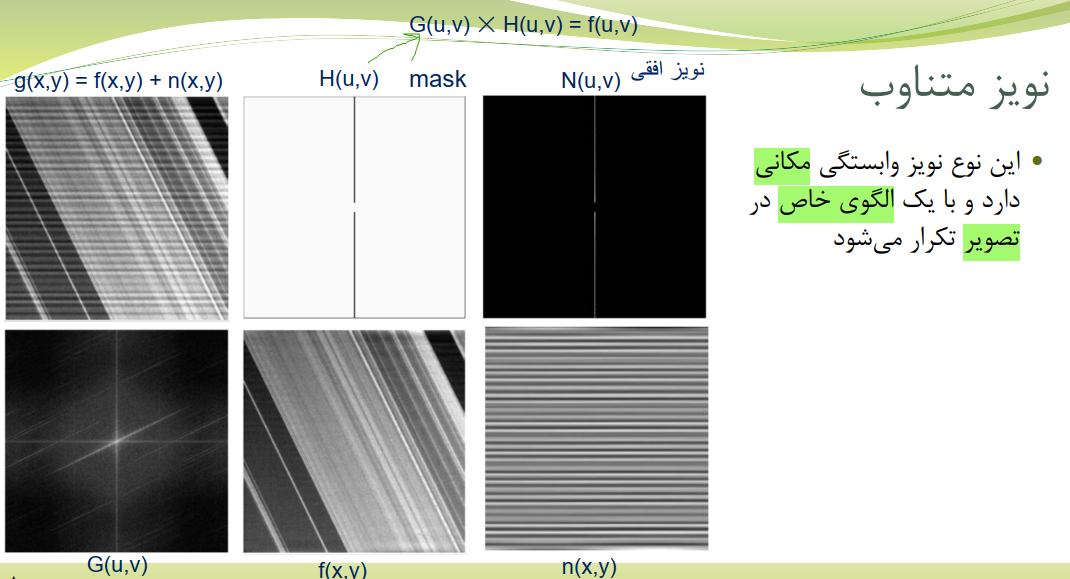 G(u,v) × H(u,v) = f(u,v)
نویز متناوب
g(x,y) = f(x,y) + n(x,y)
H(u,v) mask
N(u,v) نویز افقی
• این نوع نویز وابستگی مکانی
دارد و با یک الگوی خاص در
تصویر تکرار می‌شود
G(u,v)
f(x,y)
n(x,y)